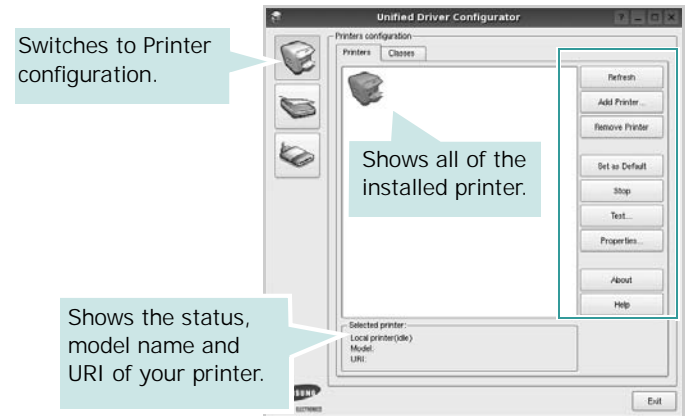 Unified Driver Configurator
Switches to Printer
configuration.
Printers configuration
Printers Classes
Refresh
Add Printer...
Remove Printer
Set as Default
Stop
Test...
Properties...
About
Help
Shows all of the
installed printer.
Shows the status,
model name and
URI of your printer.
Selected printer:
Local printer(idle)
Model:
URI:
Exit